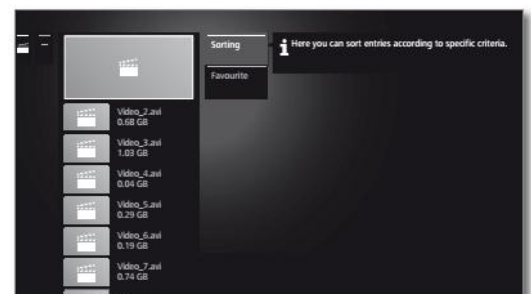 Sorting
Here you can sort entries according to specific criteria.
Favourite
Video_2.avi
0.68 GB
Video_3.avi
1.03 GB
Video_4.avi
0.04 GB
Video_5.avi
0.29 GB
Video_6.avi
0.19 GB
Video_7.avi
0.74 GB